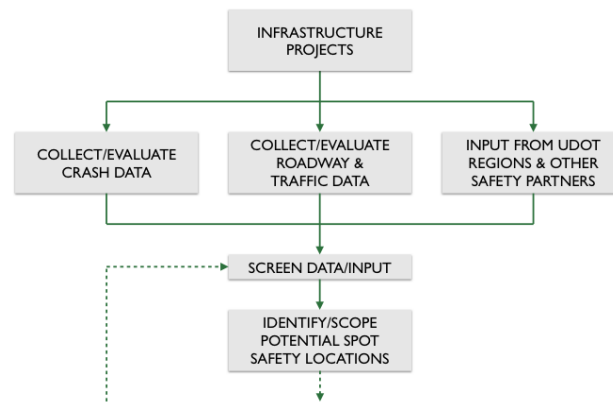 INFRASTRUCTURE
PROJECTS
COLLECT/EVALUATE
CRASH DATA
COLLECT/EVALUATE
ROADWAY &
TRAFFIC DATA
INPUT FROM UDOT
REGIONS & OTHER
SAFETY PARTNERS
SCREEN DATA/INPUT
IDENTIFY/SCOPE
POTENTIAL SPOT
SAFETY LOCATIONS